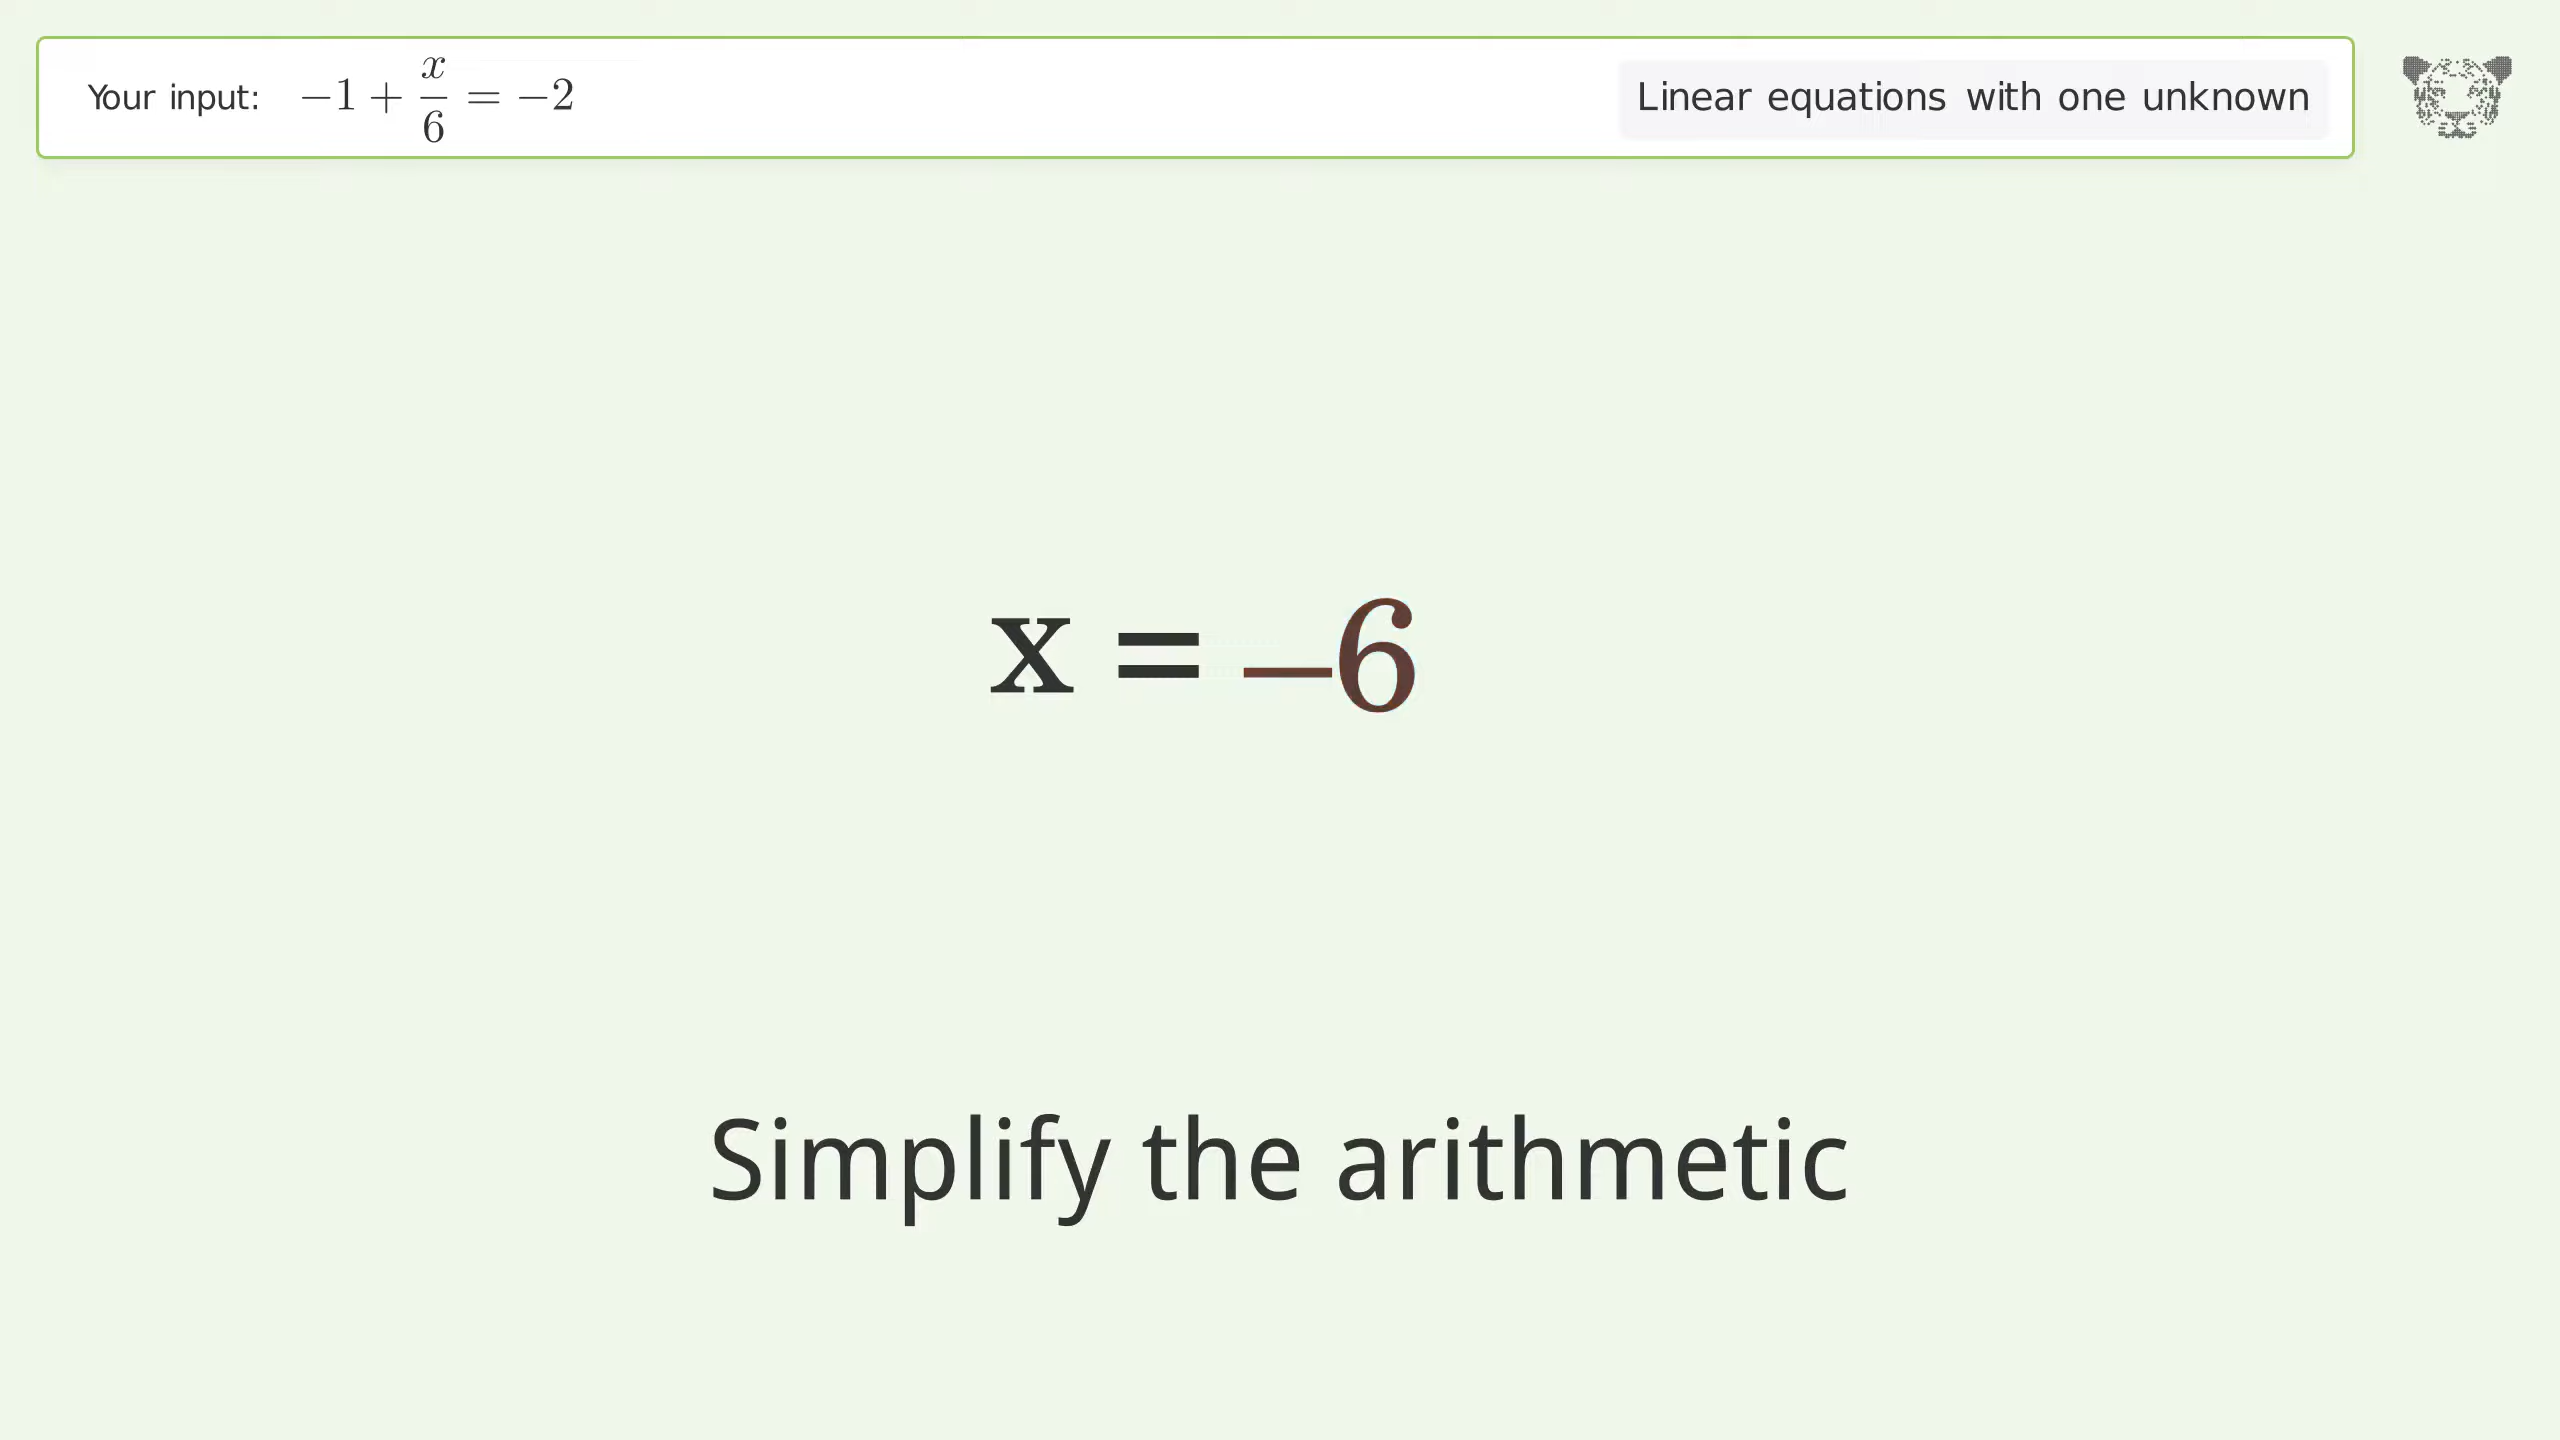 Your input: −1 + x/6 = −2
Linear equations with one unknown
x = −6
Simplify the arithmetic